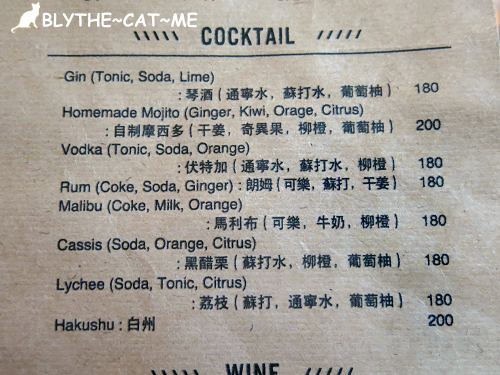 BLYTHE~CAT~ME
COCKTAIL
Gin (Tonic, Soda, Lime)
: 琴酒 ( 通寧水, 蘇打水, 葡萄柚 ) 180
Homemade Mojito (Ginger, Kiwi, Orage, Citrus)
: 自制摩西多 ( 干姜, 奇異果, 柳橙, 葡萄柚 ) 200
Vodka (Tonic, Soda, Orange)
: 伏特加 ( 通寧水, 蘇打水, 柳橙 ) 180
Rum (Coke, Soda, Ginger) : 朗姆 ( 可樂, 蘇打, 干姜 ) 180
Malibu (Coke, Milk, Orange)
: 馬利布 ( 可樂, 牛奶, 柳橙 ) 180
Cassis (Soda, Orange, Citrus)
: 黑醋栗 ( 蘇打水, 柳橙, 葡萄柚 ) 180
Lychee (Soda, Tonic, Citrus)
: 荔枝 ( 蘇打, 通寧水, 葡萄柚 ) 180
Hakushu : 白州 200
WINE